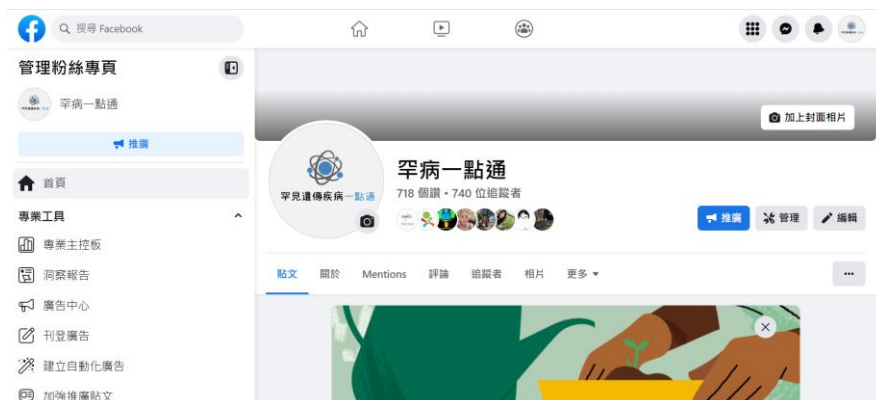 搜尋 Facebook
管理粉絲專頁
罕病一點通
推廣
首頁
專業工具
專業主控板
洞察報告
廣告中心
刊登廣告
建立自動化廣告
加強推廣貼文
加上封面相片
罕見遺傳疾病一點通
罕病一點通
718 個讚 • 740 位追蹤者
推廣 管理 編輯
貼文 關於 Mentions 評論 追蹤者 相片 更多